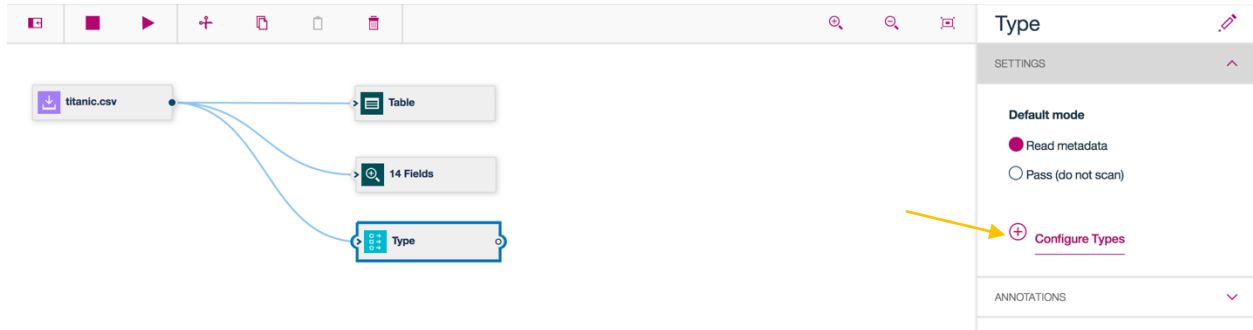 Type
SETTINGS
titanic.csv
Table
Default mode
Read metadata
14 Fields
Pass (do not scan)
Type
Configure Types
ANNOTATIONS